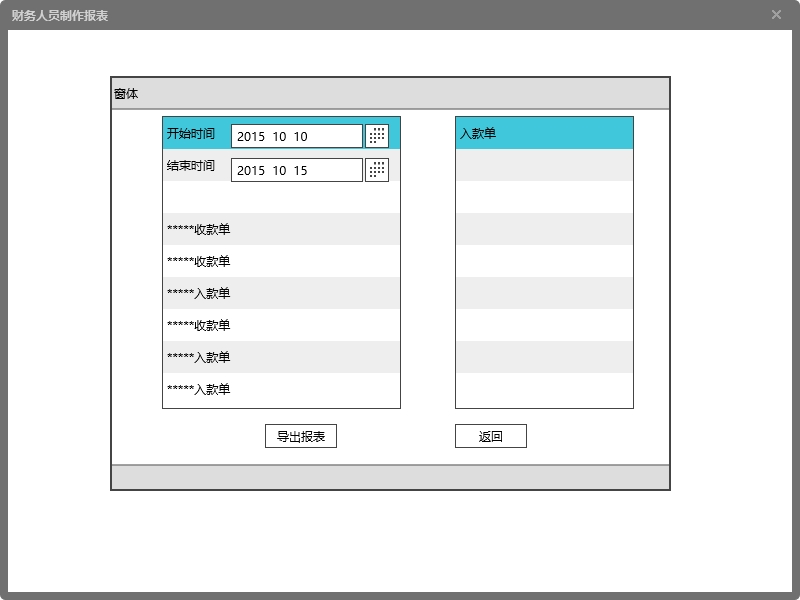 财务人员制作报表
窗体
开始时间 2015 10 10
结束时间 2015 10 15
*****收款单
*****收款单
*****入款单
*****收款单
*****入款单
*****入款单
入款单
导出报表
返回